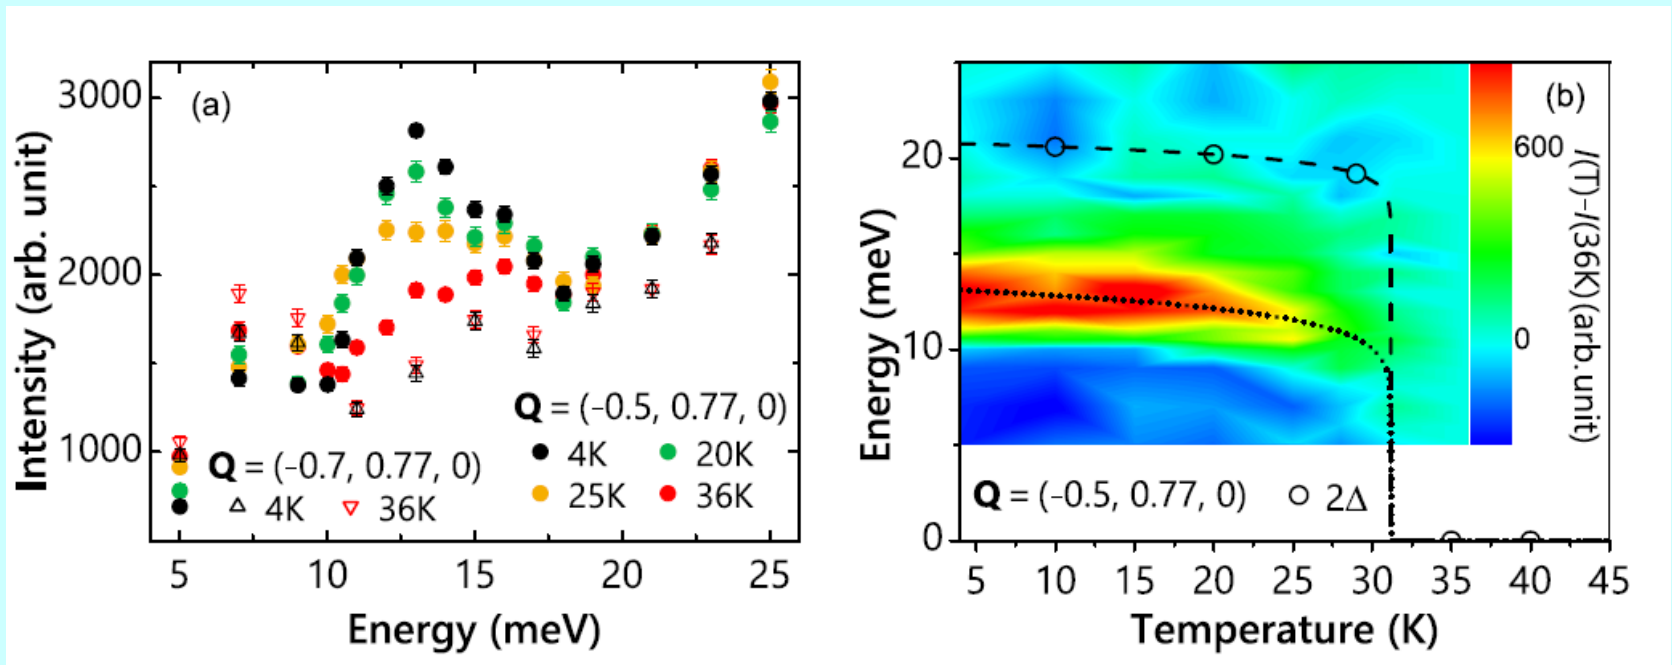 (a)
3000
2000
1000
Intensity (arb. unit)
Q = (-0.5, 0.77, 0)
4K 20K
25K 36K
Q = (-0.7, 0.77, 0)
4K 36K
5 10 15 20 25
Energy (meV)
(b)
20
10
0
Energy (meV)
600
0
I(T)-I(36K)(arb.unit)
Q = (-0.5, 0.77, 0) 2Δ
5 10 15 20 25 30 35 40 45
Temperature (K)